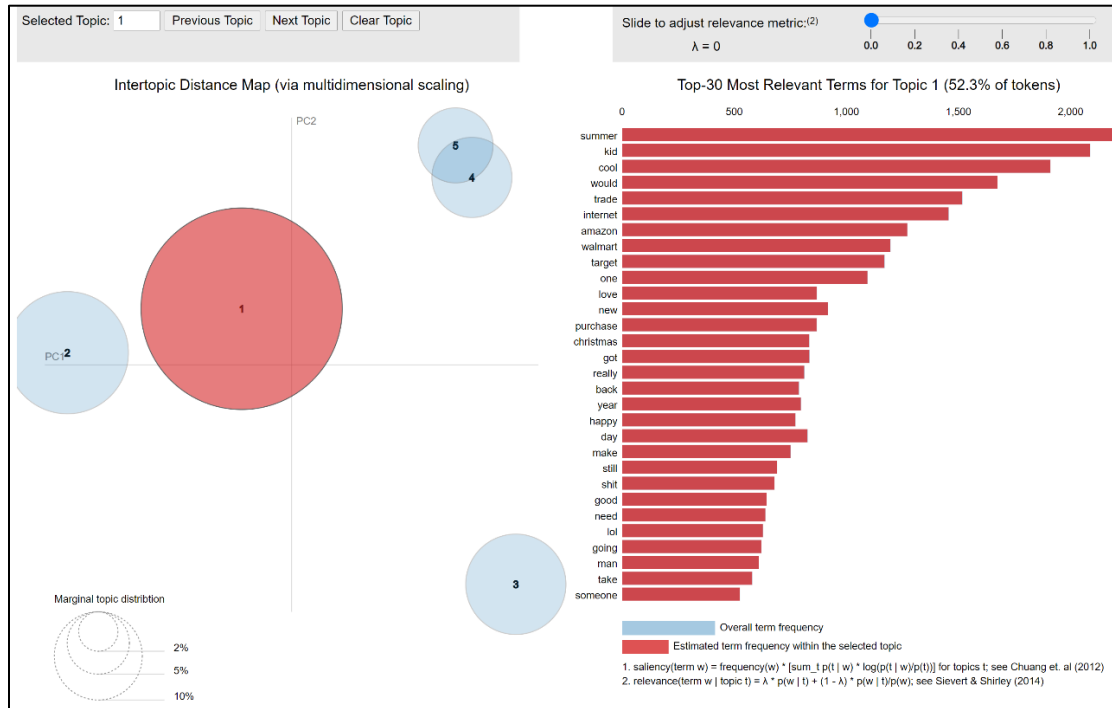 Selected Topic: 1 Previous Topic Next Topic Clear Topic
Slide to adjust relevance metric:(2)
λ = 0
0.0 0.2 0.4 0.6 0.8 1.0
Intertopic Distance Map (via multidimensional scaling)
PC2
PC1
5
4
1
2
3
Marginal topic distribtion
2%
5%
10%
Top-30 Most Relevant Terms for Topic 1 (52.3% of tokens)
0 500 1,000 1,500 2,000
summer
kid
cool
would
trade
internet
amazon
walmart
target
one
love
new
purchase
christmas
got
really
back
year
happy
day
make
still
shit
good
need
lol
going
man
take
someone
Overall term frequency
Estimated term frequency within the selected topic
1. saliency(term w) = frequency(w) * [sum_t p(t | w) * log(p(t | w)/p(t))] for topics t; see Chuang et. al (2012)
2. relevance(term w | topic t) = λ * p(w | t) + (1 - λ) * p(w | t)/p(w); see Sievert & Shirley (2014)